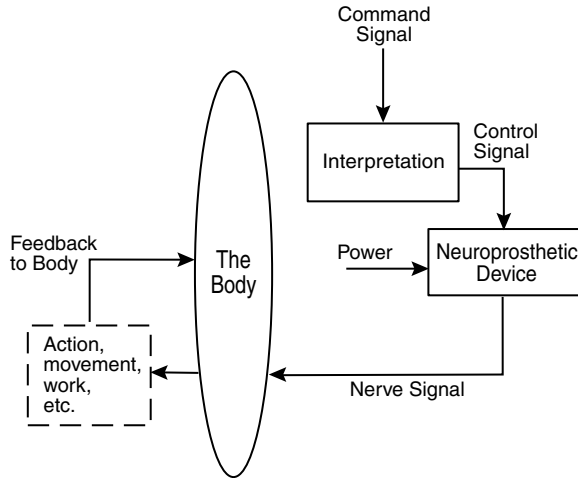 Command
Signal
Interpretation
Control
Signal
Feedback
to Body
The
Body
Power
Neuroprosthetic
Device
Action,
movement,
work,
etc.
Nerve Signal